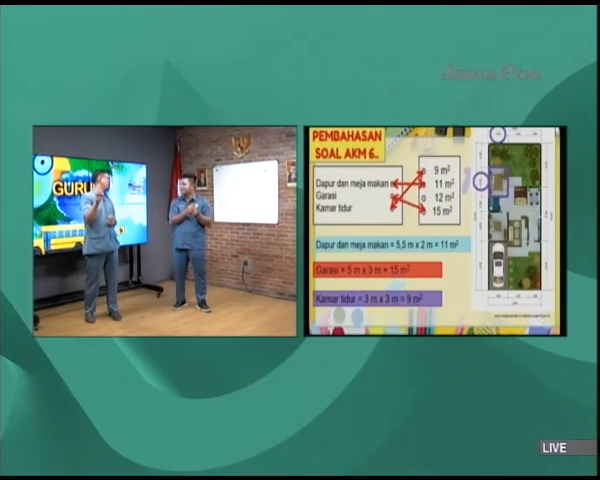 Jawa Pos
GURU
PEMBAHASAN
SOAL AKM 6..
Dapur dan meja makan
Garasi
Kamar tidur
9 m²
11 m²
12 m²
15 m²
Dapur dan meja makan = 5,5 m x 2 m = 11 m²
Garasi = 5 m x 3 m = 15 m²
Kamar tidur = 3 m x 3 m = 9 m²
LIVE